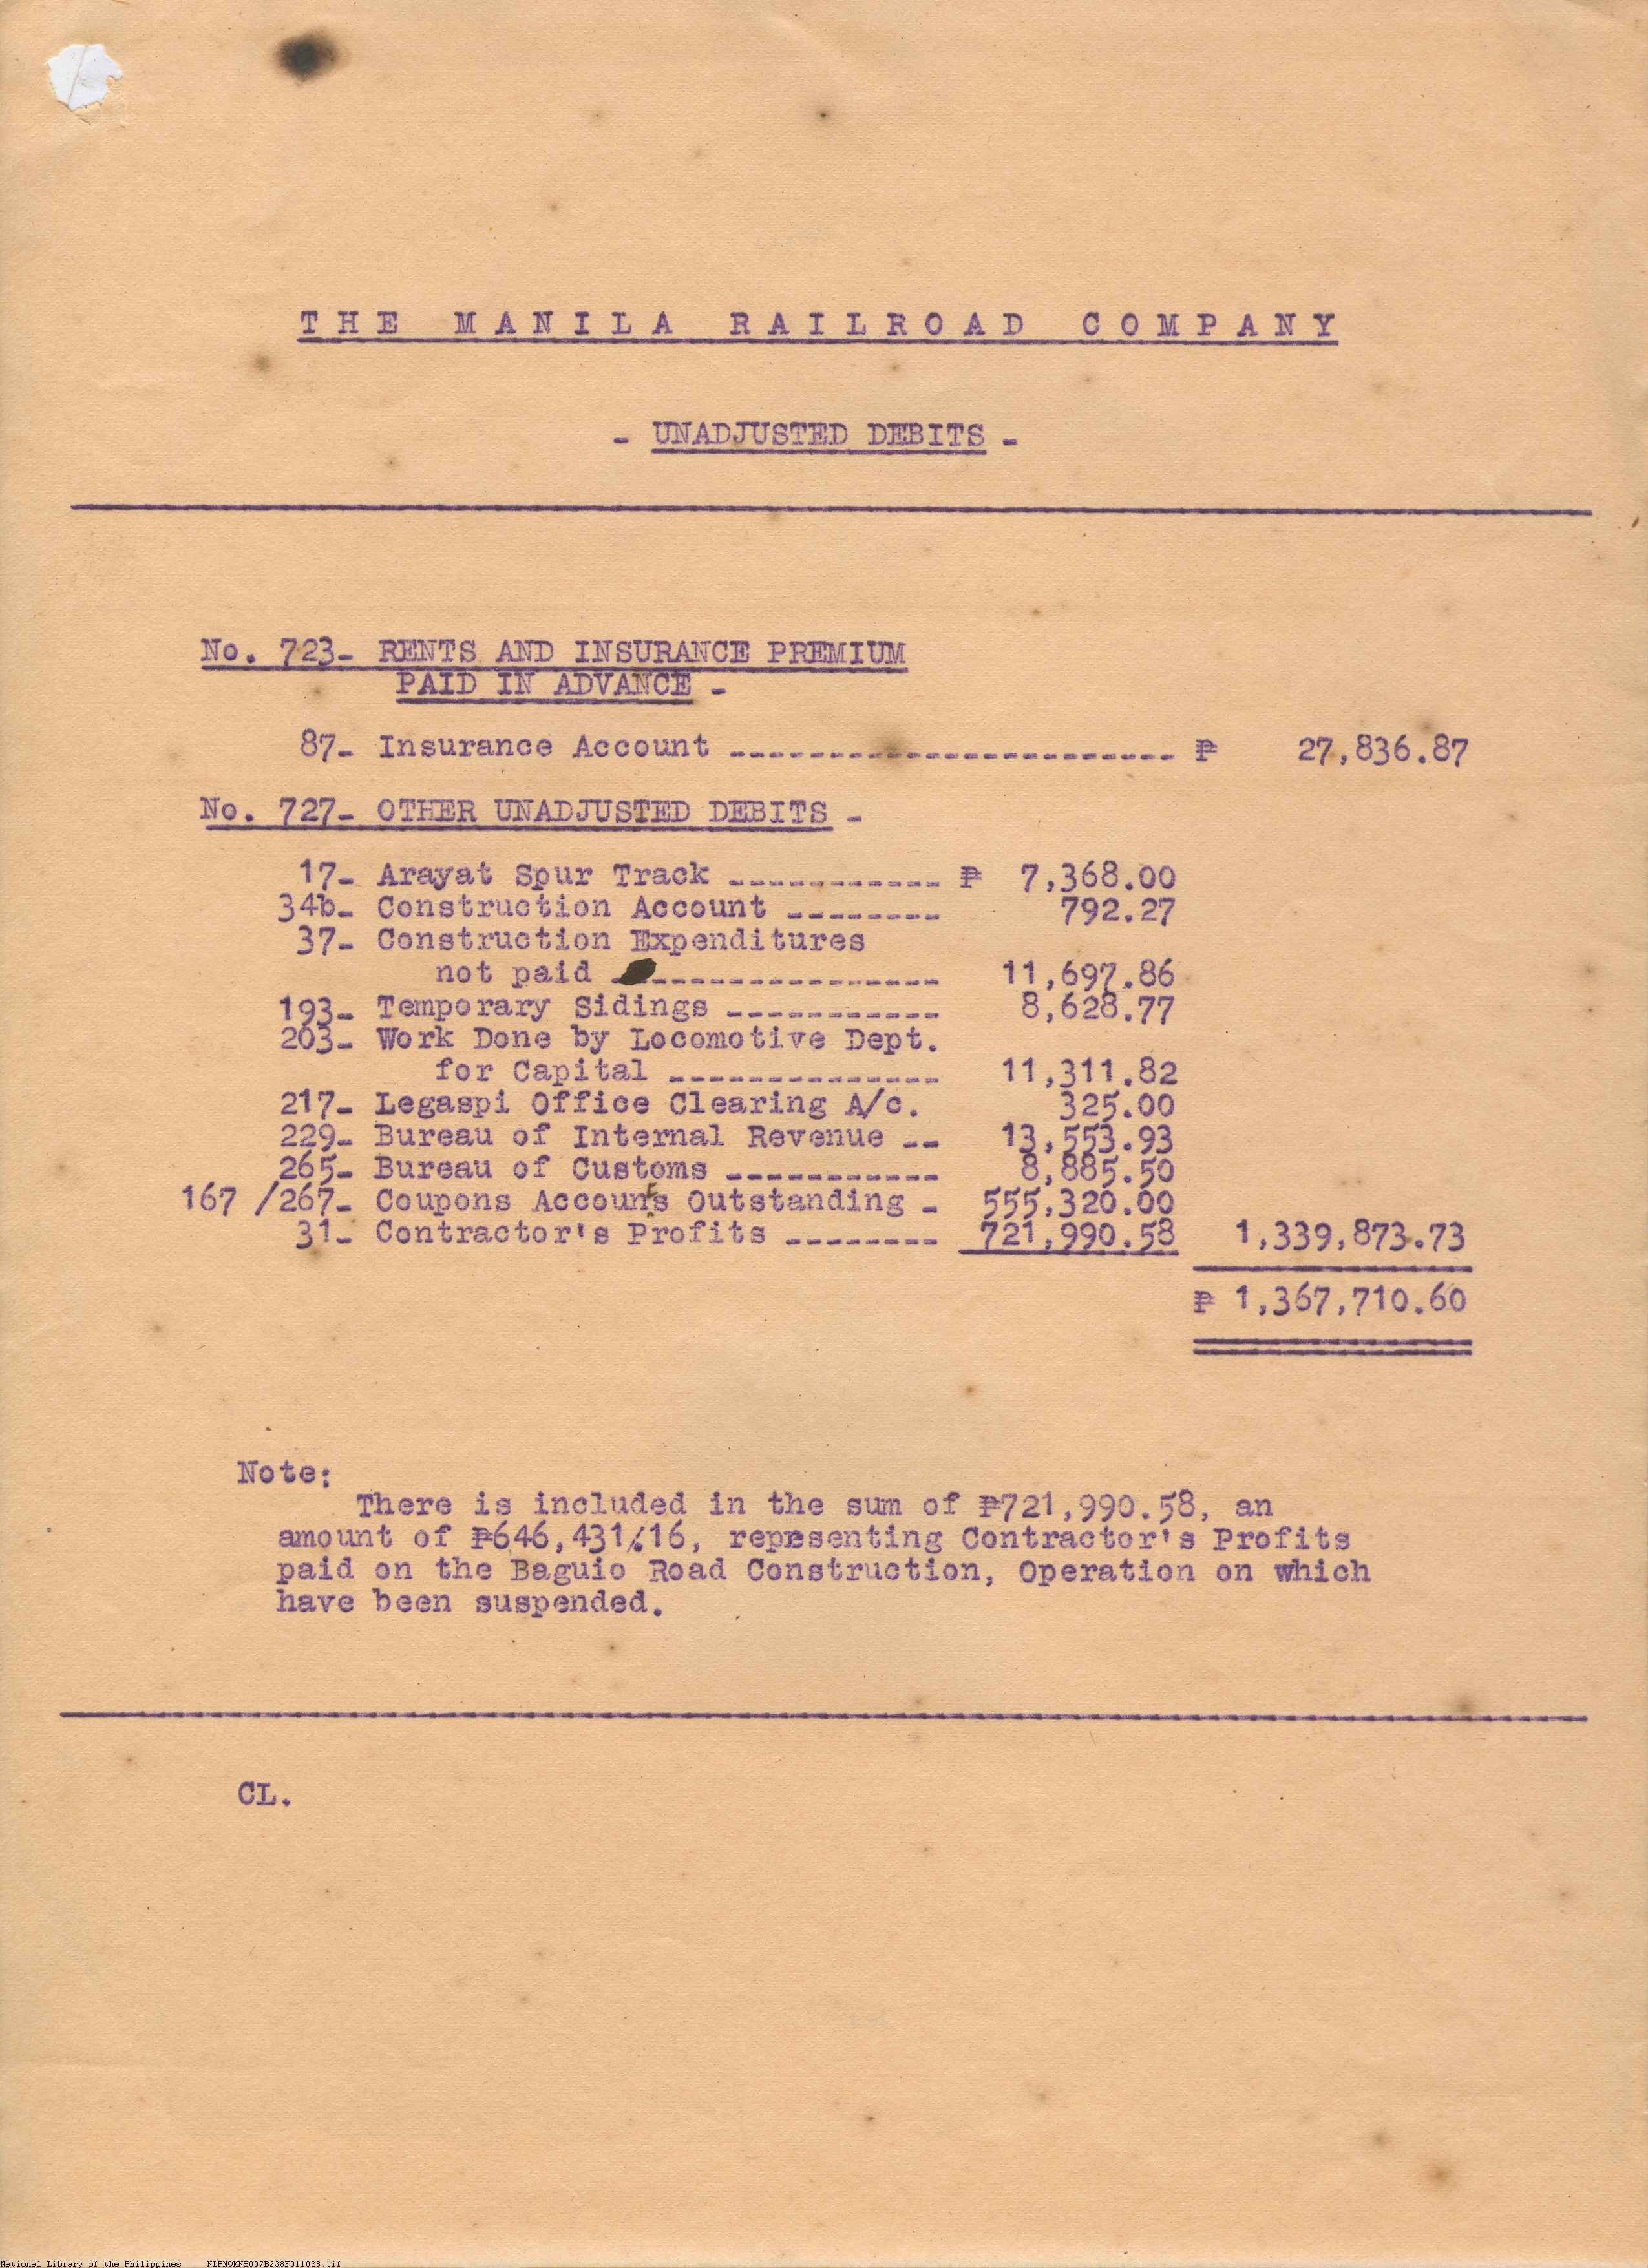 THE MANILA RAILROAD COMPANY
- UNADJUSTED DEBITS -
No. 723- RENTS AND INSURANCE PREMIUM
PAID IN ADVANCE -
87- Insurance Account ----------------------- ₱ 27,836.87
No. 727- OTHER UNADJUSTED DEBITS -
17- Arayat Spur Track ----------- ₱ 7,368.00
34b- Construction Account -------- 792.27
37- Construction Expenditures
not paid ----------------- 11,697.86
193- Temporary Sidings ----------- 8,628.77
203- Work Done by Locomotive Dept.
for Capital -------------- 11,311.82
217- Legaspi Office Clearing A/c. 325.00
229- Bureau of Internal Revenue -- 13,553.93
265- Bureau of Customs ----------- 8,885.50
167 /267- Coupons Accouns Outstanding - 555,320.00
31- Contractor's Profits -------- 721,990.58 1,339,873.73
₱ 1,367,710.60
Note:
There is included in the sum of ₱721,990.58, an
amount of ₱646,431/16, representing Contractor's Profits
paid on the Baguio Road Construction, Operation on which
have been suspended.
CL.
National Library of the Philippines NLPMQMNS007B238F011028.tif